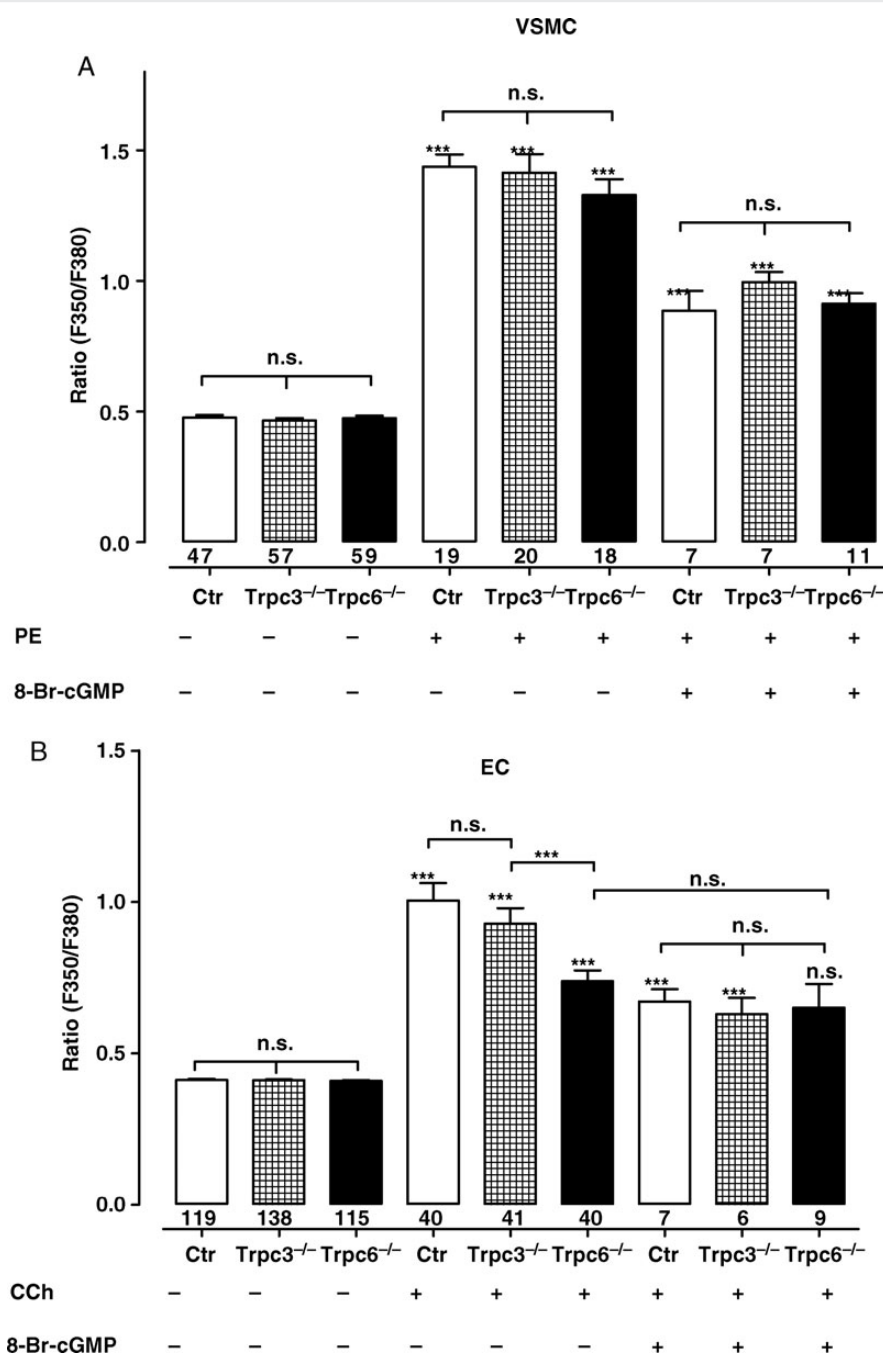 VSMC
A
n.s.
1.5
*** *** ***
n.s.
Ratio (F350/F380)
1.0
*** *** ***
n.s.
0.5
0.0
47 57 59 19 20 18 7 7 11
Ctr Trpc3–/– Trpc6–/– Ctr Trpc3–/– Trpc6–/– Ctr Trpc3–/– Trpc6–/–
PE – – – + + + + + +
8-Br-cGMP – – – – – – + + +
B
1.5
EC
n.s.
***
n.s.
*** *** ***
1.0
n.s.
*** *** n.s.
Ratio (F350/F380)
n.s.
0.5
0.0
119 138 115 40 41 40 7 6 9
Ctr Trpc3–/– Trpc6–/– Ctr Trpc3–/– Trpc6–/– Ctr Trpc3–/– Trpc6–/–
CCh – – – + + + + + +
8-Br-cGMP – – – – – – + + +